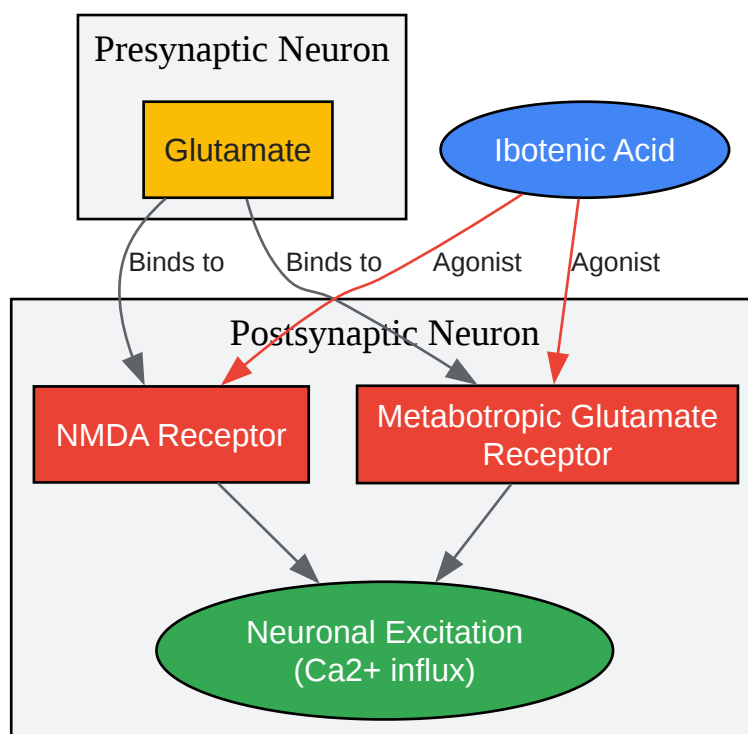 Presynaptic Neuron
Glutamate
Ibotenic Acid
Binds to
Binds to
Agonist
Agonist
Postsynaptic Neuron
NMDA Receptor
Metabotropic Glutamate
Receptor
Neuronal Excitation
(Ca2+ influx)